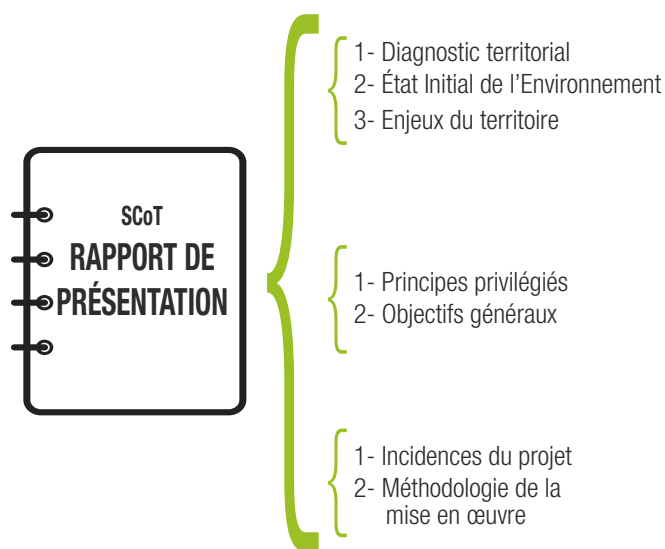 SCoT
RAPPORT DE
PRÉSENTATION
1- Diagnostic territorial
2- État Initial de l’Environnement
3- Enjeux du territoire
1- Principes privilégiés
2- Objectifs généraux
1- Incidences du projet
2- Méthodologie de la
mise en œuvre